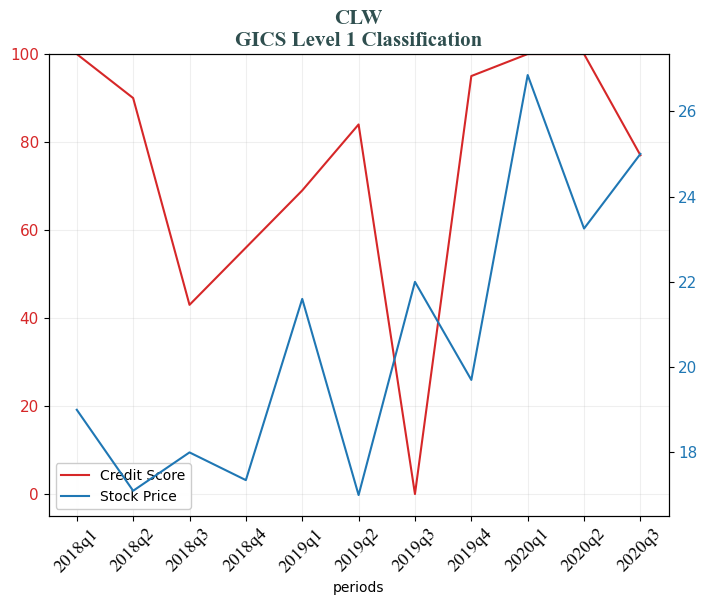 CLW
GICS Level 1 Classification
100
80
60
40
20
0
26
24
22
20
18
Credit Score
Stock Price
2018q1
2018q2
2018q3
2018q4
2019q1
2019q2
2019q3
2019q4
2020q1
2020q2
2020q3
periods